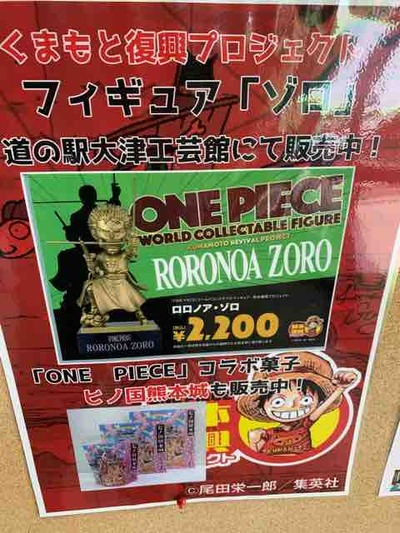 くまもと復興プロジェクト
フィギュア「ゾロ」
道の駅大津工芸館にて販売中！
ONE PIECE
WORLD COLLECTABLE FIGURE
KUMAMOTO REVIVAL PROJECT
RORONOA ZORO
ロロノア・ゾロ
(税込)
¥2,200
RORONOA ZORO
「ONE PIECE」コラボ菓子
ヒノ国熊本城も販売中！
©尾田栄一郎／集英社